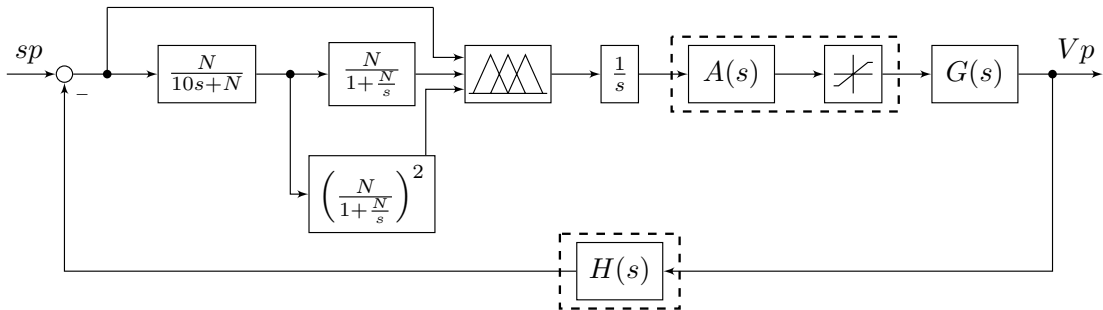 sp
−
N / 10s+N
N / 1+N/s
(N / 1+N/s)²
1/s
A(s)
G(s)
Vp
H(s)